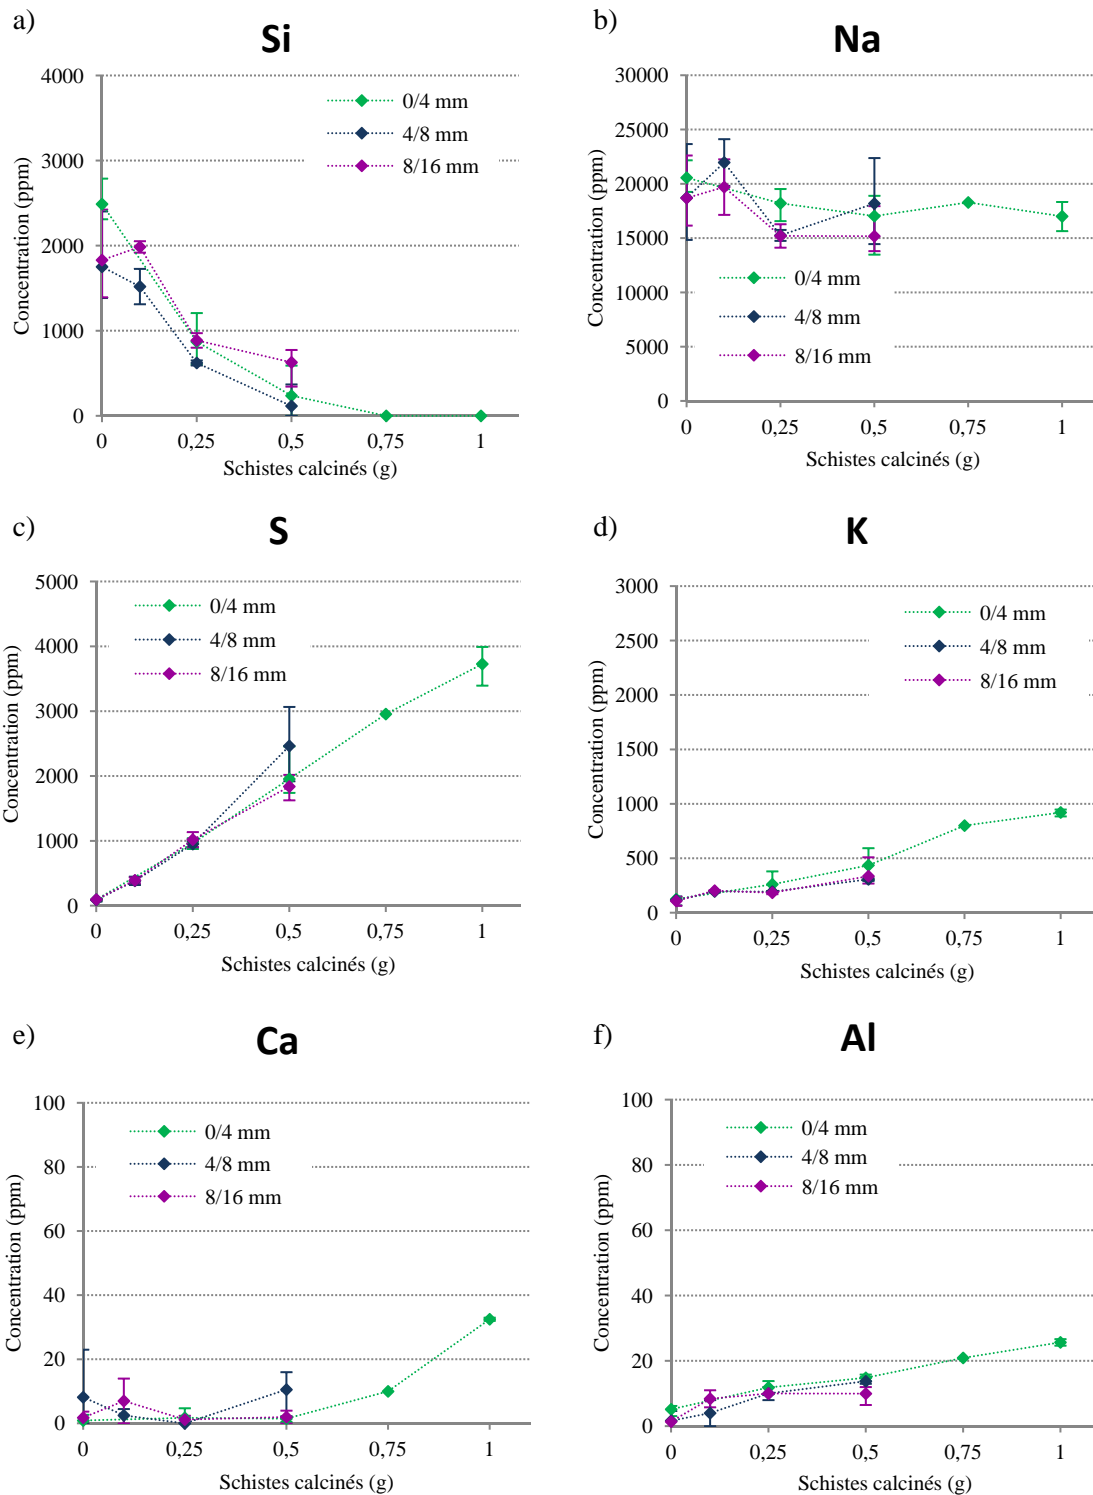 a)
Si
4000
3000
2000
1000
0
0
0,25
0,5
0,75
1
Concentration (ppm)
Schistes calcinés (g)
0/4 mm
4/8 mm
8/16 mm
b)
Na
30000
25000
20000
15000
10000
5000
0
0
0,25
0,5
0,75
1
Concentration (ppm)
Schistes calcinés (g)
0/4 mm
4/8 mm
8/16 mm
c)
S
5000
4000
3000
2000
1000
0
0
0,25
0,5
0,75
1
Concentration (ppm)
Schistes calcinés (g)
0/4 mm
4/8 mm
8/16 mm
d)
K
3000
2500
2000
1500
1000
500
0
0
0,25
0,5
0,75
1
Concentration (ppm)
Schistes calcinés (g)
0/4 mm
4/8 mm
8/16 mm
e)
Ca
100
80
60
40
20
0
0
0,25
0,5
0,75
1
Concentration (ppm)
Schistes calcinés (g)
0/4 mm
4/8 mm
8/16 mm
f)
Al
100
80
60
40
20
0
0
0,25
0,5
0,75
1
Concentration (ppm)
Schistes calcinés (g)
0/4 mm
4/8 mm
8/16 mm